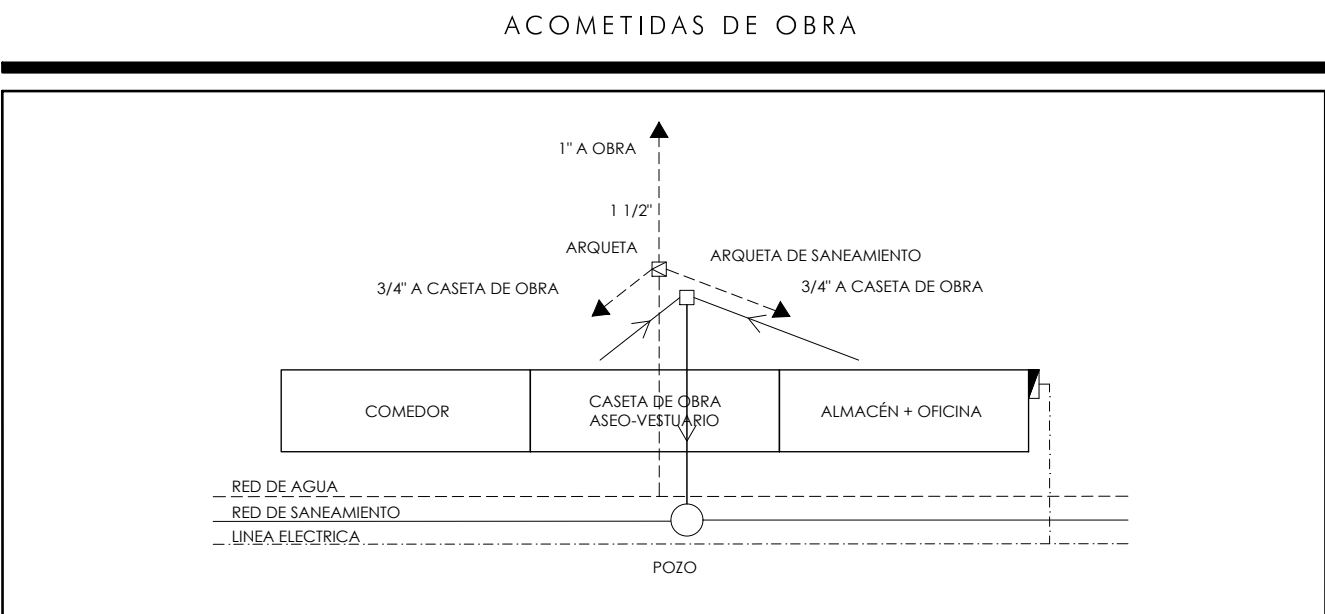 ACOMETIDAS DE OBRA
1" A OBRA
1 1/2"
ARQUETA
ARQUETA DE SANEAMIENTO
3/4" A CASETA DE OBRA
3/4" A CASETA DE OBRA
COMEDOR
CASETA DE OBRA
ASEO-VESTUARIO
ALMACÉN + OFICINA
RED DE AGUA
RED DE SANEAMIENTO
LINEA ELECTRICA
POZO